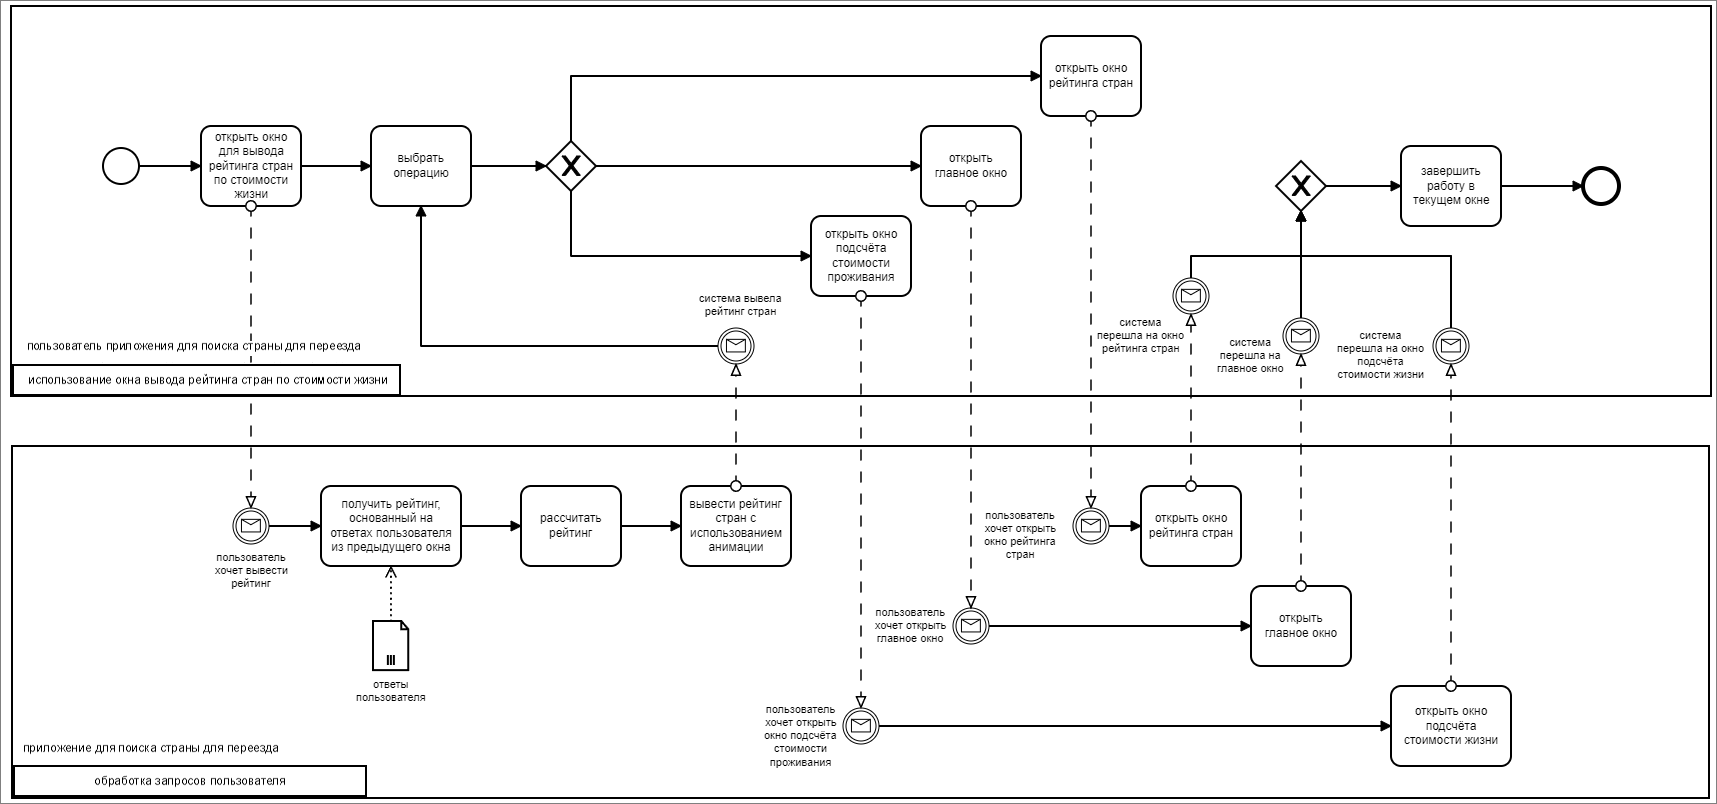 открыть окно
рейтинга стран
открыть окно
для вывода
рейтинга стран
по стоимости
жизни
выбрать
операцию
открыть
главное окно
завершить
работу в
текущем окне
открыть окно
подсчёта
стоимости
проживания
система вывела
рейтинг стран
система
перешла на окно
рейтинга стран
система
перешла на
главное окно
система
перешла на окно
подсчёта
стоимости жизни
пользователь приложения для поиска страны для переезда
использование окна вывода рейтинга стран по стоимости жизни
пользователь
хочет вывести
рейтинг
получить рейтинг,
основанный на
ответах пользователя
из предыдущего окна
рассчитать
рейтинг
вывести рейтинг
стран с
использованием
анимации
пользователь
хочет открыть
окно рейтинга
стран
открыть окно
рейтинга стран
пользователь
хочет открыть
главное окно
открыть
главное окно
ответы
пользователя
пользователь
хочет открыть
окно подсчёта
стоимости
проживания
открыть окно
подсчёта
стоимости жизни
приложение для поиска страны для переезда
обработка запросов пользователя